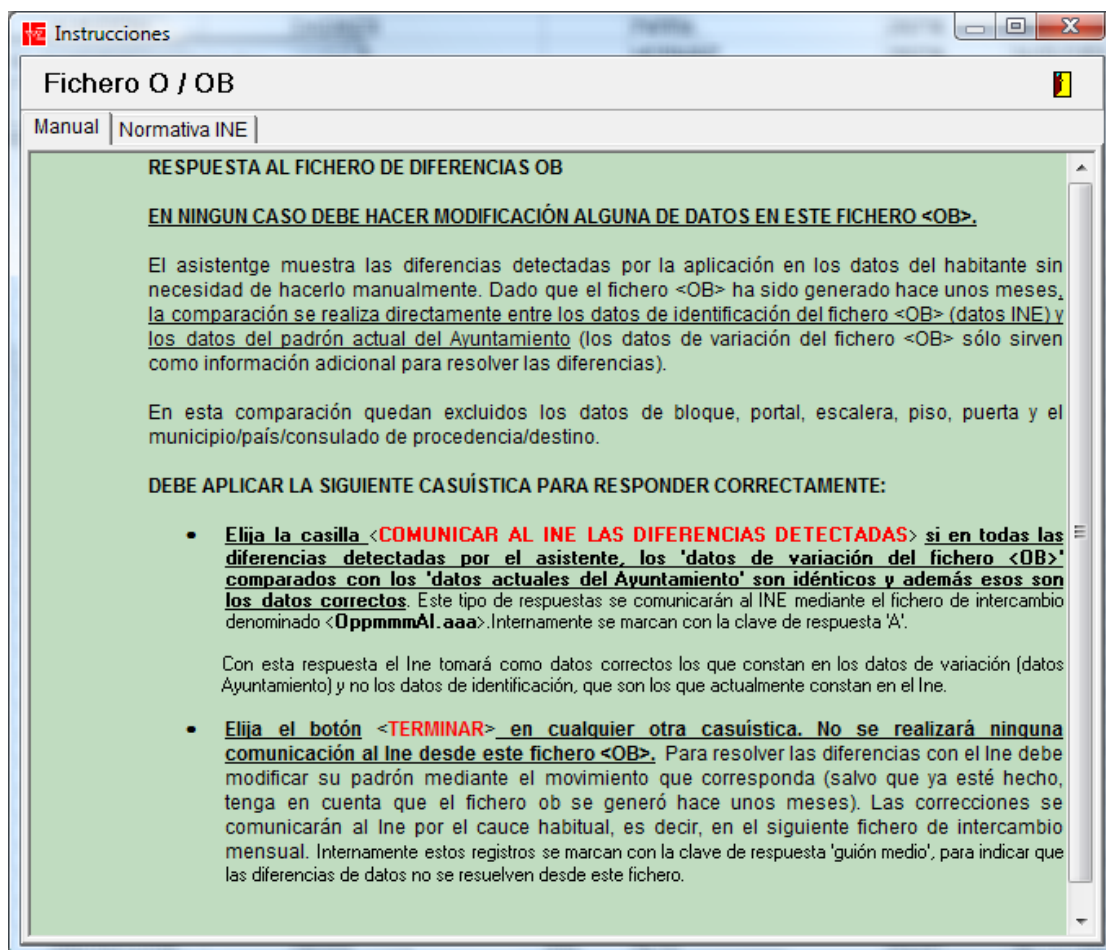 Instrucciones
Fichero O / OB
Manual Normativa INE
RESPUESTA AL FICHERO DE DIFERENCIAS OB
EN NINGUN CASO DEBE HACER MODIFICACIÓN ALGUNA DE DATOS EN ESTE FICHERO <OB>.
El asistentge muestra las diferencias detectadas por la aplicación en los datos del habitante sin
necesidad de hacerlo manualmente. Dado que el fichero <OB> ha sido generado hace unos meses,
la comparación se realiza directamente entre los datos de identificación del fichero <OB> (datos INE) y
los datos del padrón actual del Ayuntamiento (los datos de variación del fichero <OB> sólo sirven
como información adicional para resolver las diferencias).
En esta comparación quedan excluidos los datos de bloque, portal, escalera, piso, puerta y el
municipio/país/consulado de procedencia/destino.
DEBE APLICAR LA SIGUIENTE CASUÍSTICA PARA RESPONDER CORRECTAMENTE:
• Elija la casilla <COMUNICAR AL INE LAS DIFERENCIAS DETECTADAS> si en todas las
diferencias detectadas por el asistente, los 'datos de variación del fichero <OB>'
comparados con los 'datos actuales del Ayuntamiento' son idénticos y además esos son
los datos correctos. Este tipo de respuestas se comunicarán al INE mediante el fichero de intercambio
denominado <OppmmmAI.aaa>.Internamente se marcan con la clave de respuesta 'A'.
Con esta respuesta el Ine tomará como datos correctos los que constan en los datos de variación (datos
Ayuntamiento) y no los datos de identificación, que son los que actualmente constan en el Ine.
• Elija el botón <TERMINAR> en cualquier otra casuística. No se realizará ninguna
comunicación al Ine desde este fichero <OB>. Para resolver las diferencias con el Ine debe
modificar su padrón mediante el movimiento que corresponda (salvo que ya esté hecho,
tenga en cuenta que el fichero ob se generó hace unos meses). Las correcciones se
comunicarán al Ine por el cauce habitual, es decir, en el siguiente fichero de intercambio
mensual. Internamente estos registros se marcan con la clave de respuesta 'guión medio', para indicar que
las diferencias de datos no se resuelven desde este fichero.